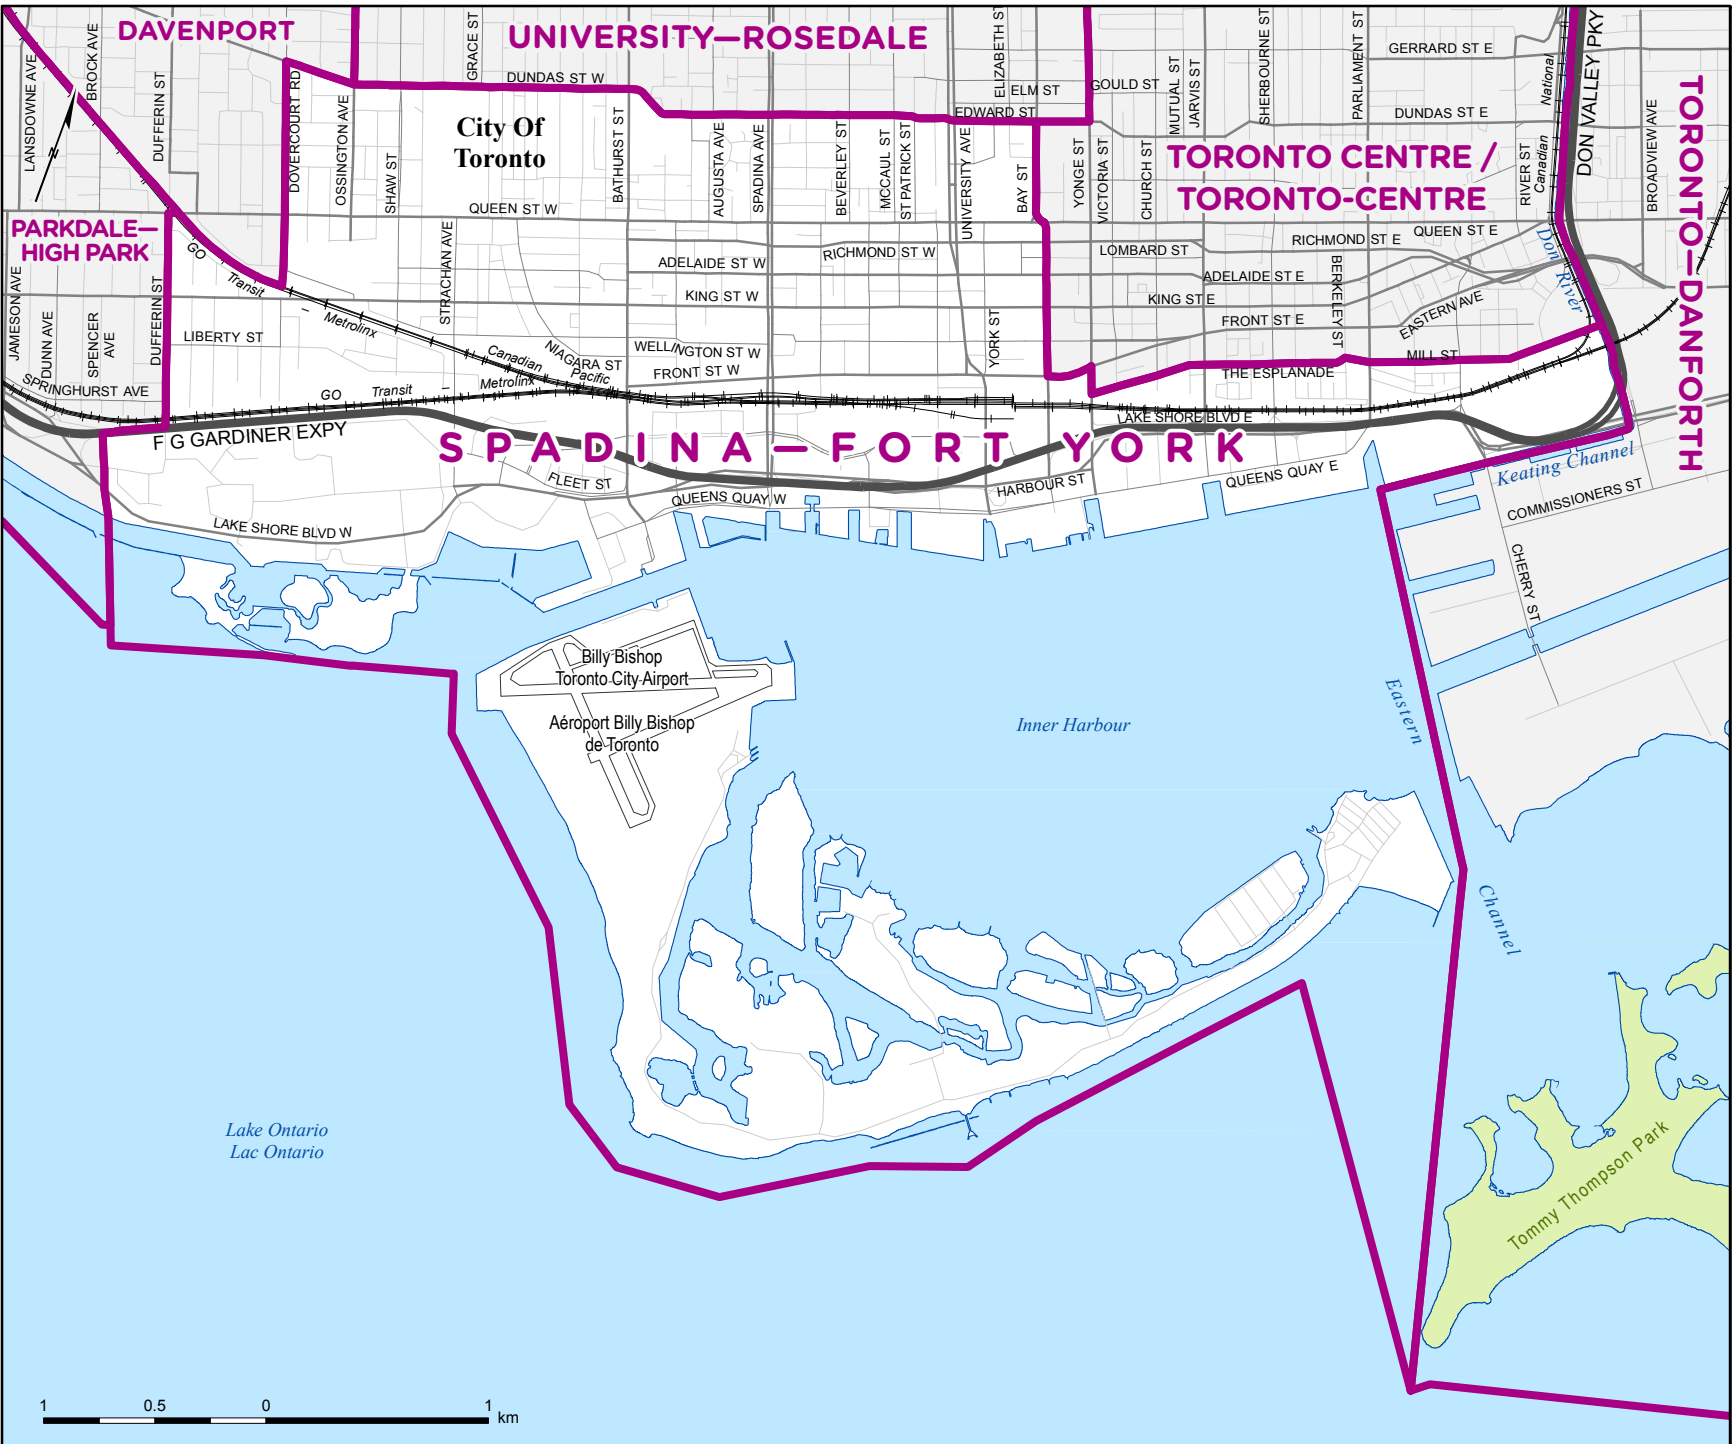 DAVENPORT
UNIVERSITY—ROSEDALE
TORONTO CENTRE /
TORONTO-CENTRE
TORONTO—DANFORTH
PARKDALE—
HIGH PARK
SPADINA—FORT YORK
City Of
Toronto
LANSDOWNE AVE
BROCK AVE
DUFFERIN ST
DOVERCOURT RD
OSSINGTON AVE
SHAW ST
GRACE ST
DUNDAS ST W
BATHURST ST
AUGUSTA AVE
SPADINA AVE
BEVERLEY ST
MCCAUL ST
ST PATRICK ST
UNIVERSITY AVE
ELIZABETH ST
ELM ST
EDWARD ST
BAY ST
YONGE ST
VICTORIA ST
CHURCH ST
GOULD ST
MUTUAL ST
JARVIS ST
SHERBOURNE ST
PARLIAMENT ST
GERRARD ST E
DUNDAS ST E
RIVER ST
Canadian
National
DON VALLEY PKY
BROADVIEW AVE
N
QUEEN ST W
STRACHAN AVE
ADELAIDE ST W
RICHMOND ST W
KING ST W
LOMBARD ST
RICHMOND ST E
QUEEN ST E
ADELAIDE ST E
KING ST E
BERKELEY ST
FRONT ST E
EASTERN AVE
MILL ST
THE ESPLANADE
Don River
JAMESON AVE
DUNN AVE
SPENCER
AVE
DUFFERIN ST
SPRINGHURST AVE
LIBERTY ST
GO
Transit
–
Metrolinx
Canadian
Pacific
NIAGARA ST
WELLINGTON ST W
FRONT ST W
YORK ST
GO
Transit
–
Metrolinx
F G GARDINER EXPY
LAKE SHORE BLVD E
FLEET ST
QUEENS QUAY W
HARBOUR ST
QUEENS QUAY E
LAKE SHORE BLVD W
Keating Channel
COMMISSIONERS ST
CHERRY ST
Billy Bishop
Toronto City Airport
Aéroport Billy Bishop
de Toronto
Inner Harbour
Eastern
Channel
Lake Ontario
Lac Ontario
Tommy Thompson Park
1
0.5
0
1
km